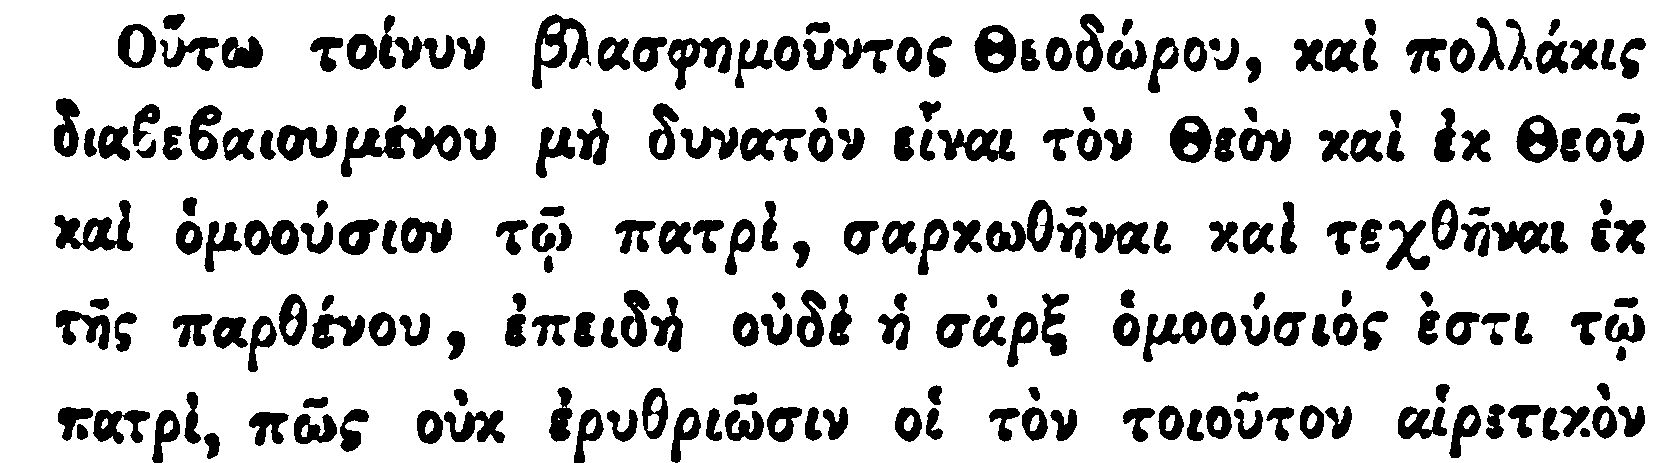 Οὕτω τοίνυν βλασφημοῦντος Θεοδώρου, καὶ πολλάκις
διαβεβαιουμένου μὴ δυνατὸν εἶναι τὸν Θεὸν καὶ ἐκ Θεοῦ
καὶ ὁμοούσιον τῷ πατρὶ, σαρκωθῆναι καὶ τεχθῆναι ἐκ
τῆς παρθένου, ἐπειδὴ οὐδὲ ἡ σὰρξ ὁμοούσιός ἐστι τῷ
πατρὶ, πῶς οὐκ ἐρυθριῶσιν οἱ τὸν τοιοῦτον αἱρετικὸν